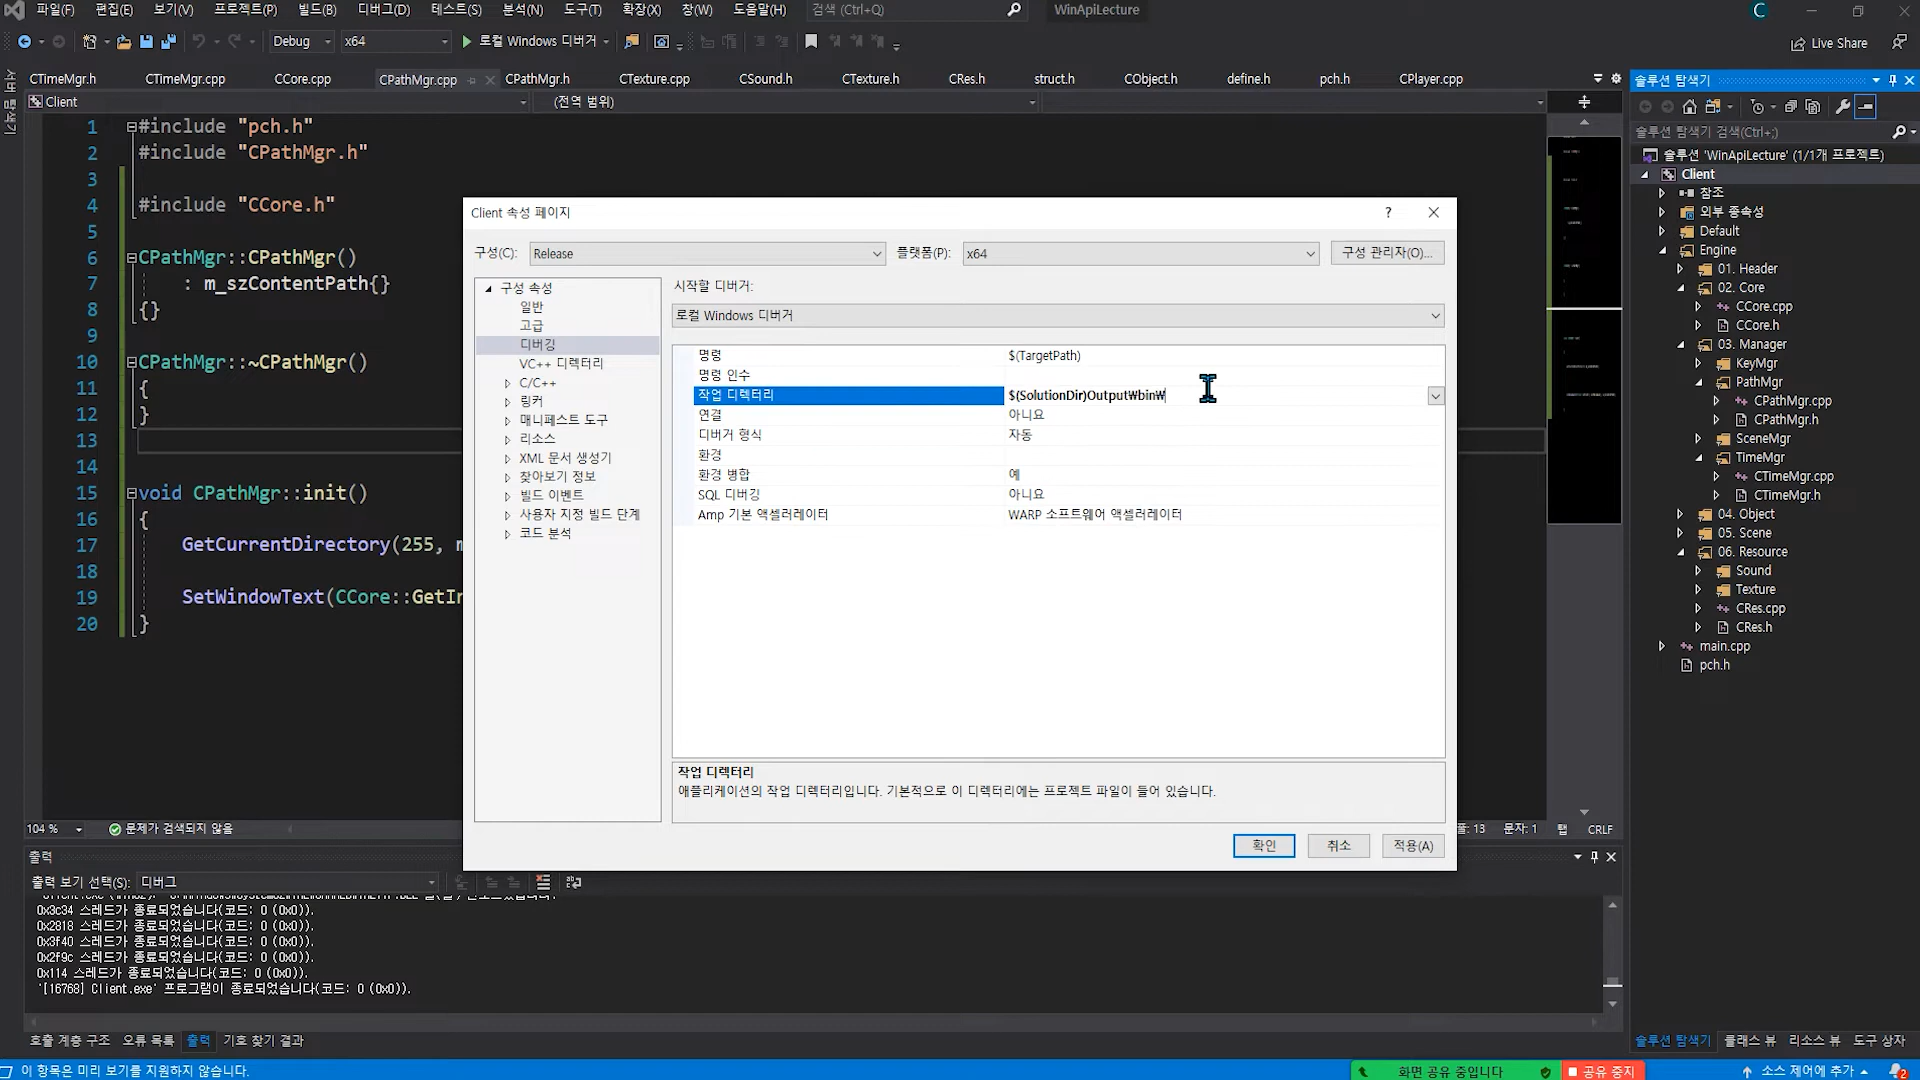 파일(F) 편집(E) 보기(V) 프로젝트(P) 빌드(B) 디버그(D) 테스트(S) 분석(N) 도구(T) 확장(X) 창(W) 도움말(H) 검색 (Ctrl+Q) WinApiLecture C
Debug x64 로컬 Windows 디버거 Live Share
서버 탐색기
CTimeMgr.h CTimeMgr.cpp CCore.cpp CPathMgr.cpp CPathMgr.h CTexture.cpp CSound.h CTexture.h CRes.h struct.h CObject.h define.h pch.h CPlayer.cpp
Client (전역 범위)
1 #include "pch.h"
2 #include "CPathMgr.h"
3
4 #include "CCore.h"
5
6 CPathMgr::CPathMgr()
7 : m_szContentPath{}
8 {}
9
10 CPathMgr::~CPathMgr()
11 {
12 }
13
14
15 void CPathMgr::init()
16 {
17 GetCurrentDirectory(255, m
18
19 SetWindowText(CCore::GetIn
20 }
Client 속성 페이지 ?
구성(C): Release 플랫폼(P): x64 구성 관리자(O)...
구성 속성
일반
고급
디버깅
VC++ 디렉터리
C/C++
링커
매니페스트 도구
리소스
XML 문서 생성기
찾아보기 정보
빌드 이벤트
사용자 지정 빌드 단계
코드 분석
시작할 디버거:
로컬 Windows 디버거
명령 $(TargetPath)
명령 인수
작업 디렉터리 $(SolutionDir)Output₩bin₩
연결 아니요
디버거 형식 자동
환경
환경 병합 예
SQL 디버깅 아니요
Amp 기본 액셀러레이터 WARP 소프트웨어 액셀러레이터
작업 디렉터리
애플리케이션의 작업 디렉터리입니다. 기본적으로 이 디렉터리에는 프로젝트 파일이 들어 있습니다.
확인 취소 적용(A)
솔루션 탐색기
솔루션 탐색기 검색(Ctrl+;)
솔루션 'WinApiLecture' (1/1개 프로젝트)
Client
참조
외부 종속성
Default
Engine
01. Header
02. Core
CCore.cpp
CCore.h
03. Manager
KeyMgr
PathMgr
CPathMgr.cpp
CPathMgr.h
SceneMgr
TimeMgr
CTimeMgr.cpp
CTimeMgr.h
04. Object
05. Scene
06. Resource
Sound
Texture
CRes.cpp
CRes.h
main.cpp
pch.h
104 % 문제가 검색되지 않음 줄: 13 문자: 1 탭 CRLF
출력
출력 보기 선택(S): 디버그
0x3c34 스레드가 종료되었습니다(코드: 0 (0x0)).
0x2818 스레드가 종료되었습니다(코드: 0 (0x0)).
0x3f40 스레드가 종료되었습니다(코드: 0 (0x0)).
0x2f9c 스레드가 종료되었습니다(코드: 0 (0x0)).
0x114 스레드가 종료되었습니다(코드: 0 (0x0)).
'[16768] Client.exe' 프로그램이 종료되었습니다(코드: 0 (0x0)).
호출 계층 구조 오류 목록 출력 기호 찾기 결과
솔루션 탐색기 클래스 뷰 리소스 뷰 도구 상자
이 항목은 미리 보기를 지원하지 않습니다. 화면 공유 중입니다 공유 중지 소스 제어에 추가 2